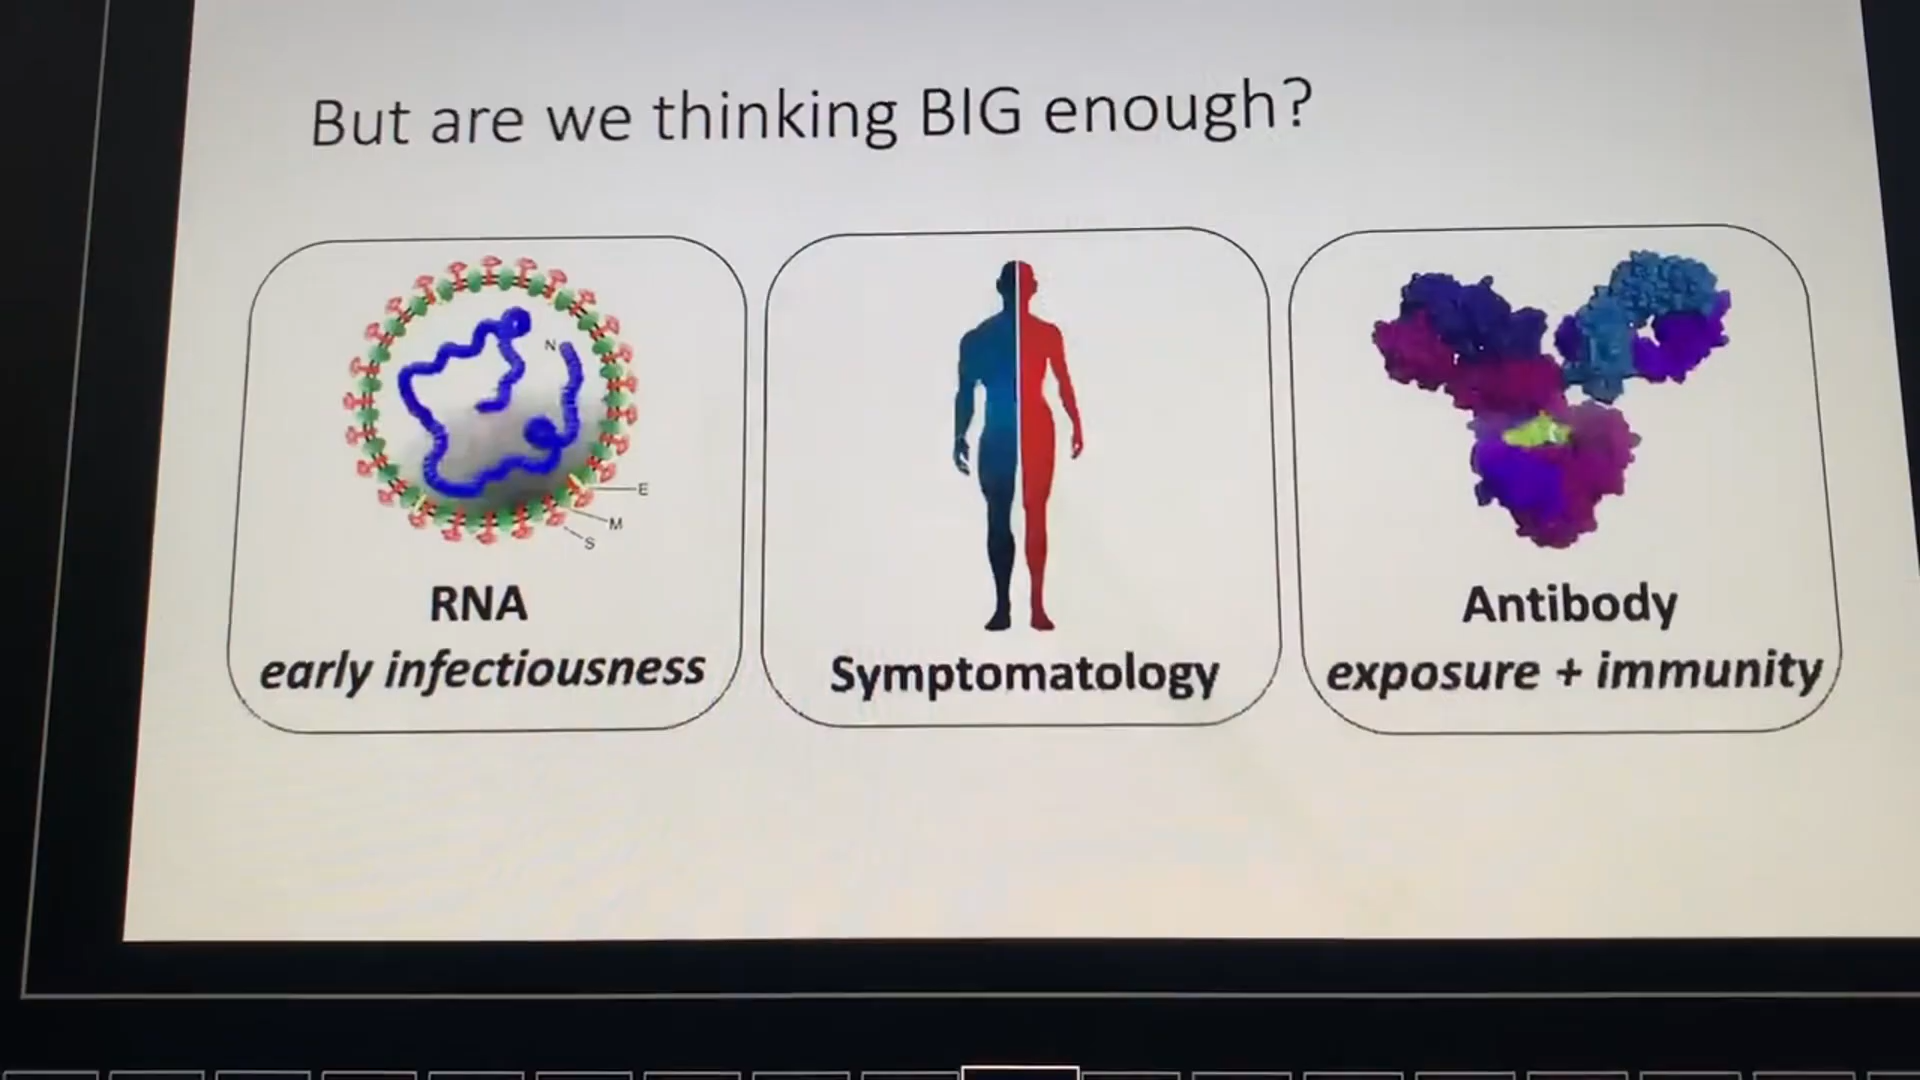 But are we thinking BIG enough?
N
E
M
S
RNA
early infectiousness
Symptomatology
Antibody
exposure + immunity